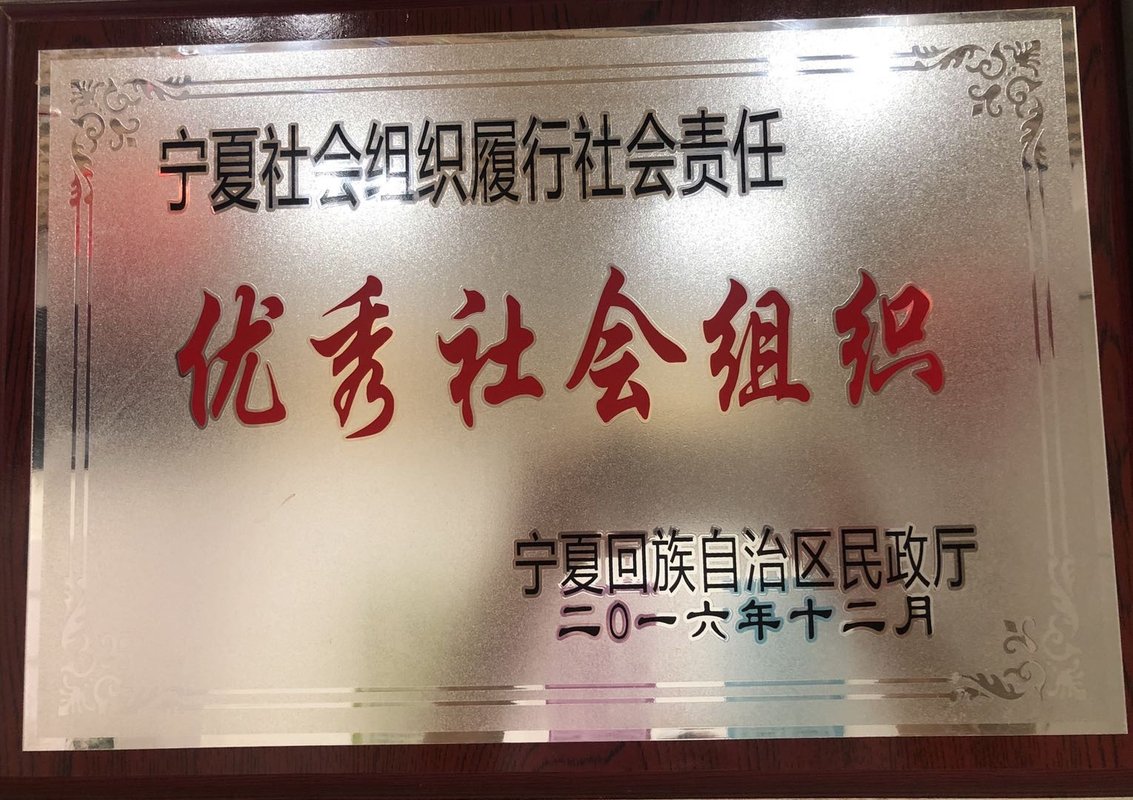 宁夏社会组织履行社会责任
优秀社会组织
宁夏回族自治区民政厅
二〇一六年十二月